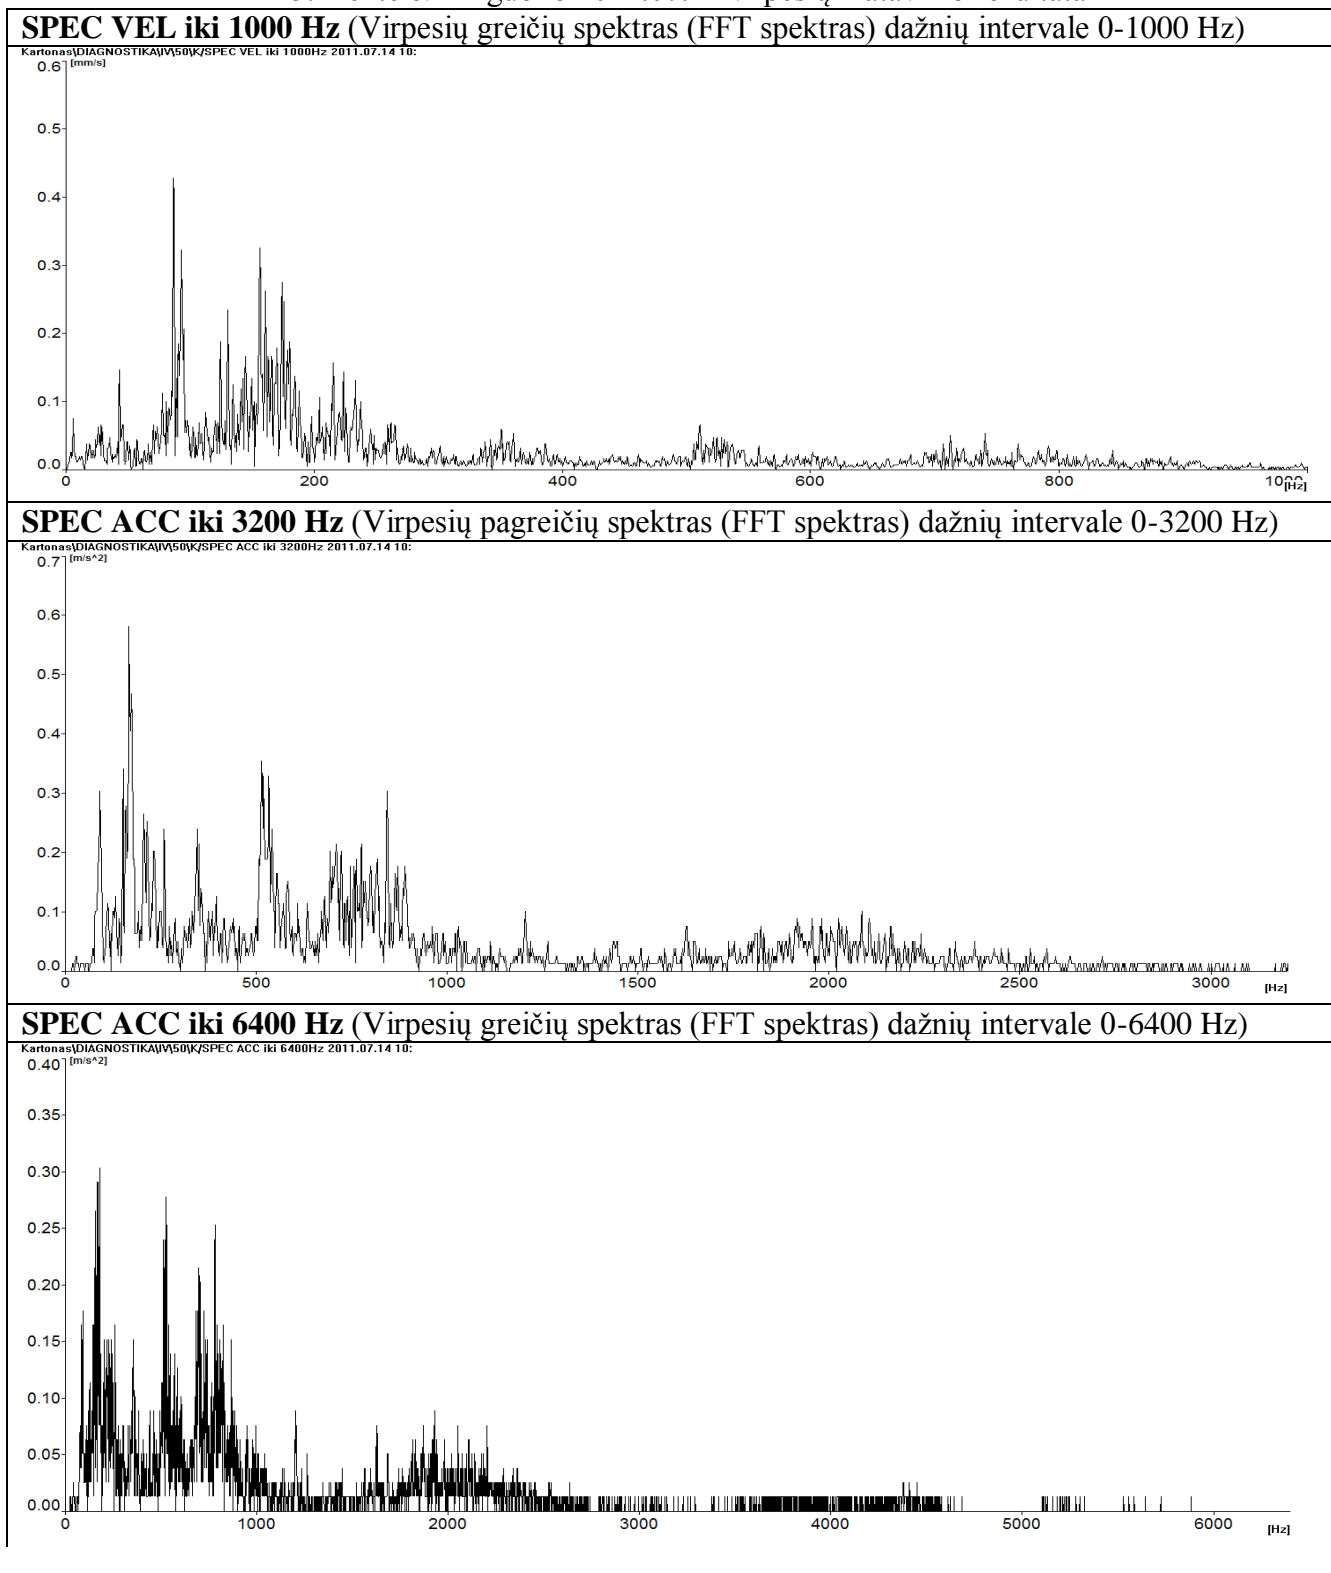 SPEC VEL iki 1000 Hz (Virpesių greičių spektras (FFT spektras) dažnių intervale 0-1000 Hz)
Kartonas\DIAGNOSTIKA\IV\50\K/SPEC VEL iki 1000Hz 2011.07.14 10:
[mm/s]
0.6
0.5
0.4
0.3
0.2
0.1
0.0
0 200 400 600 800 1000
[Hz]
SPEC ACC iki 3200 Hz (Virpesių pagreičių spektras (FFT spektras) dažnių intervale 0-3200 Hz)
Kartonas\DIAGNOSTIKA\IV\50\K/SPEC ACC iki 3200Hz 2011.07.14 10:
[m/s^2]
0.7
0.6
0.5
0.4
0.3
0.2
0.1
0.0
0 500 1000 1500 2000 2500 3000
[Hz]
SPEC ACC iki 6400 Hz (Virpesių greičių spektras (FFT spektras) dažnių intervale 0-6400 Hz)
Kartonas\DIAGNOSTIKA\IV\50\K/SPEC ACC iki 6400Hz 2011.07.14 10:
[m/s^2]
0.40
0.35
0.30
0.25
0.20
0.15
0.10
0.05
0.00
0 1000 2000 3000 4000 5000 6000
[Hz]